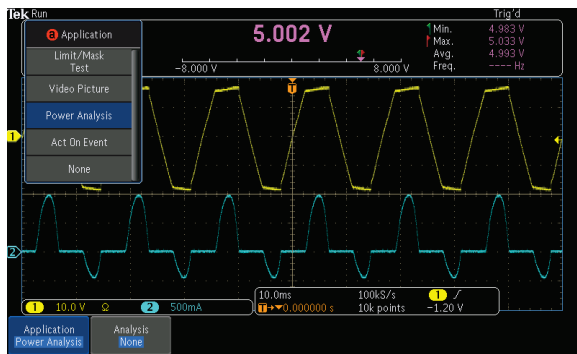 Tek Run
Trig'd
a Application
Limit/Mask
Test
Video Picture
Power Analysis
Act On Event
None
5.002 V
-8.000 V
8.000 V
Min. 4.983 V
Max. 5.033 V
Avg. 4.993 V
Freq. ---- Hz
T
1
2
1 10.0 V Ω
2 500mA
10.0ms
T→▼0.000000 s
100kS/s
10k points
1 /
-1.20 V
Application
Power Analysis
Analysis
None